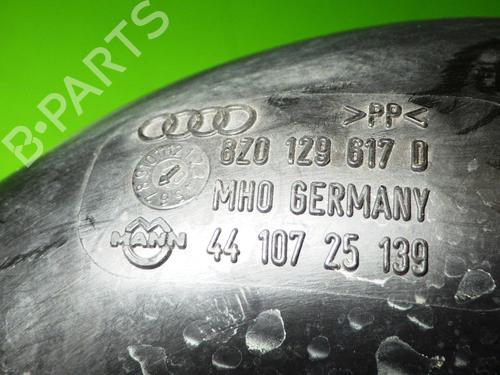 >PP<
8Z0 129 617 D
MHO GERMANY
MANN
44 107 25 139
B-PARTS